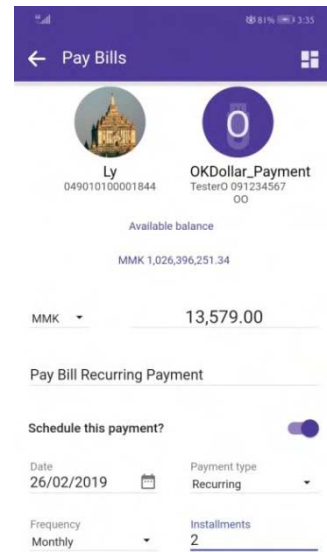 81% 3:35
Pay Bills
O
Ly
OKDollar_Payment
049010100001844
TesterO 091234567
OO
Available balance
MMK 1,026,396,251.34
MMK
13,579.00
Pay Bill Recurring Payment
Schedule this payment?
Date
Payment type
26/02/2019
Recurring
Frequency
Installments
Monthly
2